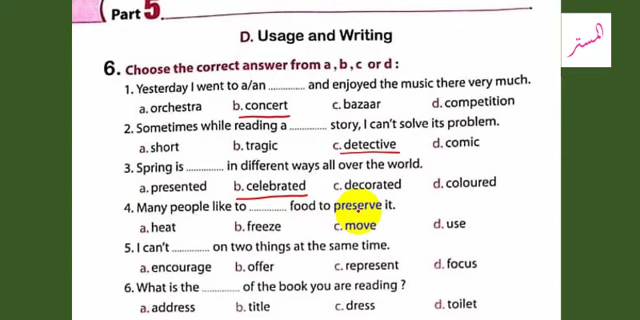 Part 5
المستر
D. Usage and Writing
6. Choose the correct answer from a, b, c or d :
1. Yesterday I went to a/an .............. and enjoyed the music there very much.
a. orchestra b. concert c. bazaar d. competition
2. Sometimes while reading a .............. story, I can't solve its problem.
a. short b. tragic c. detective d. comic
3. Spring is .............. in different ways all over the world.
a. presented b. celebrated c. decorated d. coloured
4. Many people like to .............. food to preserve it.
a. heat b. freeze c. move d. use
5. I can't .............. on two things at the same time.
a. encourage b. offer c. represent d. focus
6. What is the .............. of the book you are reading ?
a. address b. title c. dress d. toilet